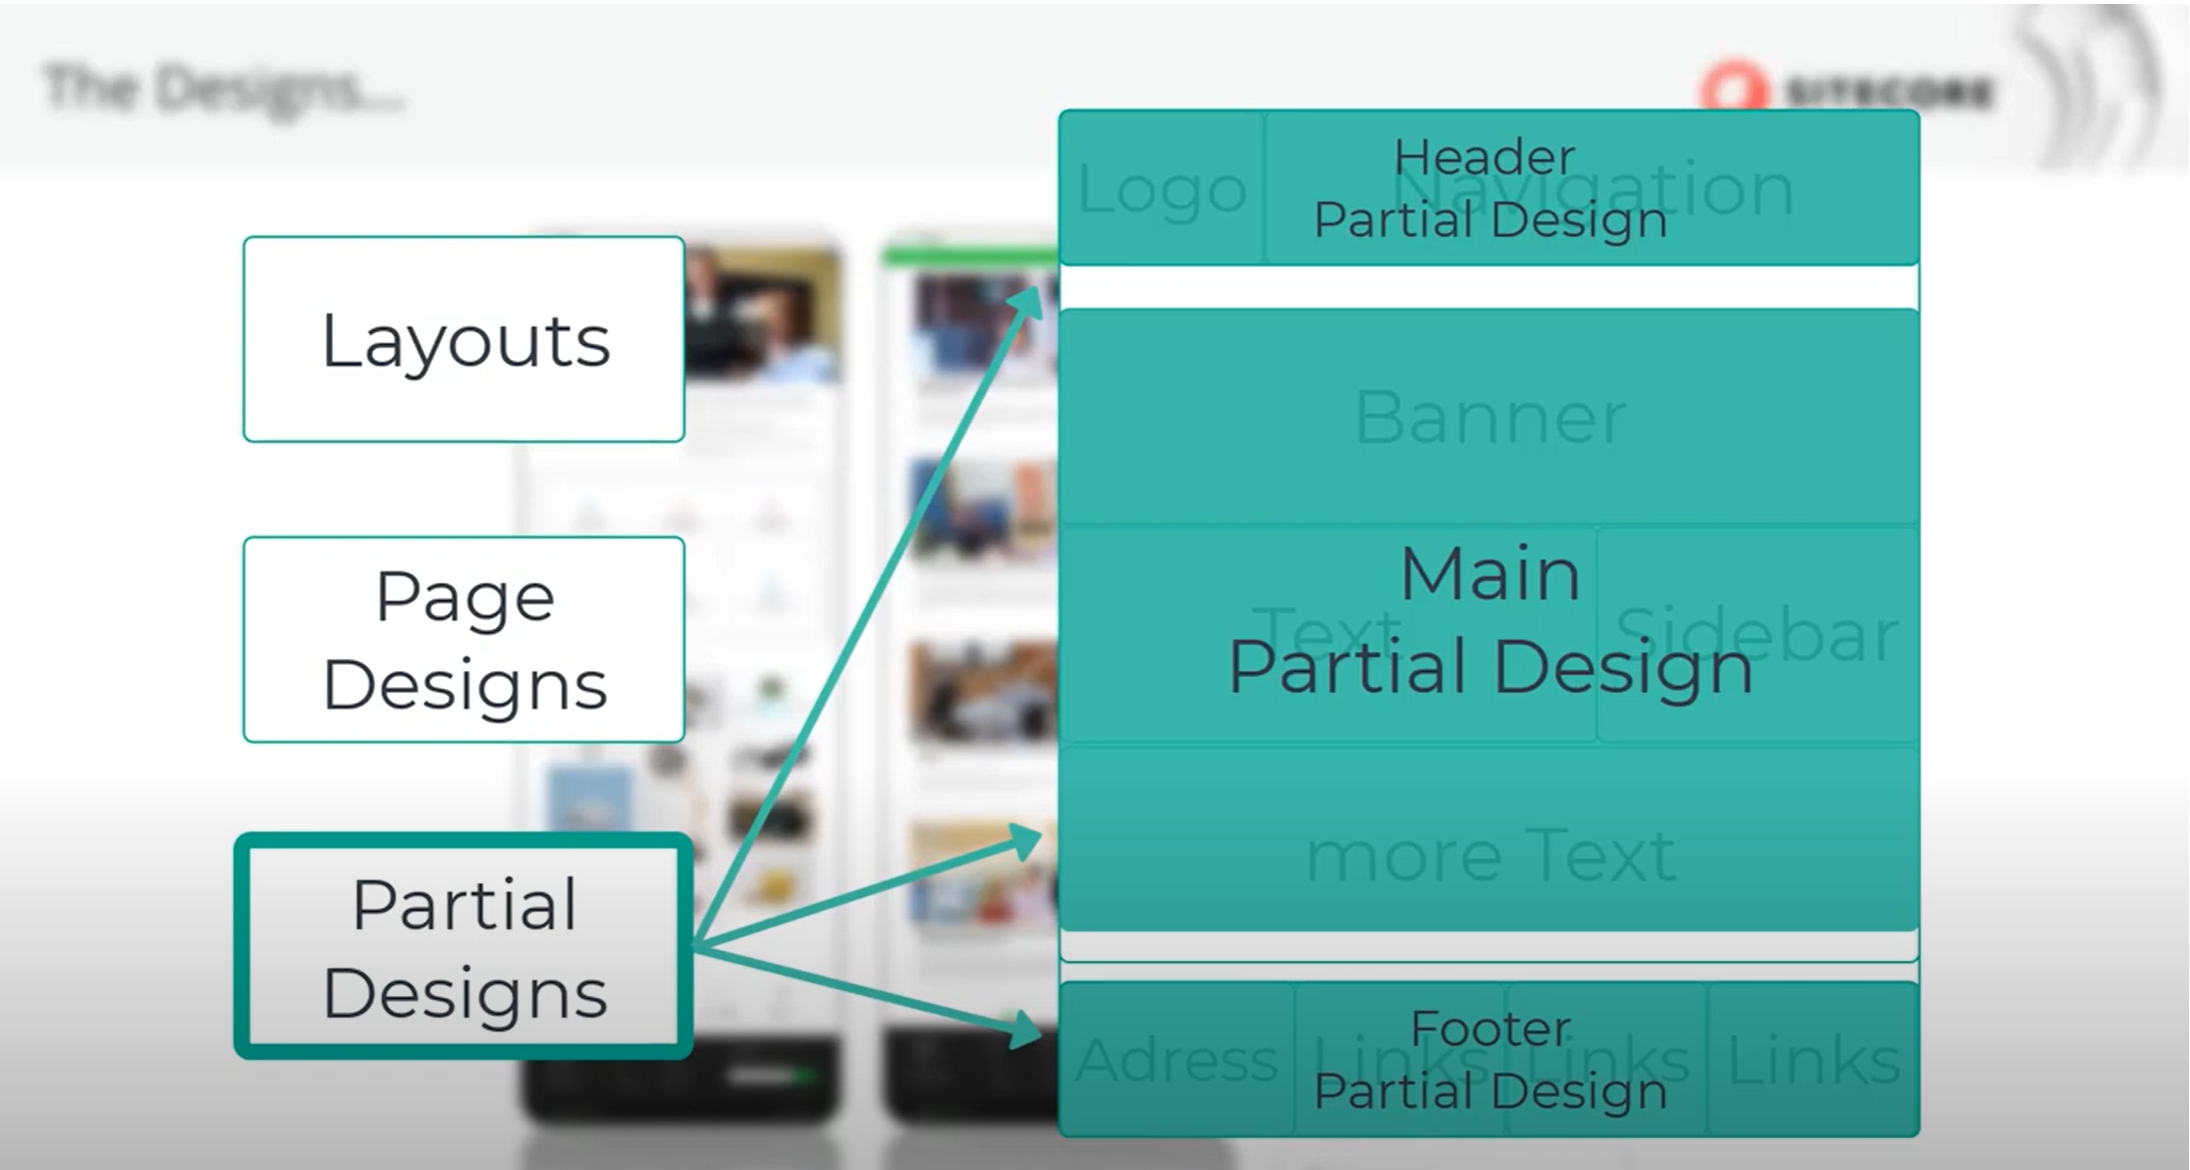 The Designs...
SITECORE
Layouts
Page
Designs
Partial
Designs
Logo
Navigation
Header
Partial Design
Banner
Text
Sidebar
Main
Partial Design
more Text
Adress
Links
Links
Links
Footer
Partial Design